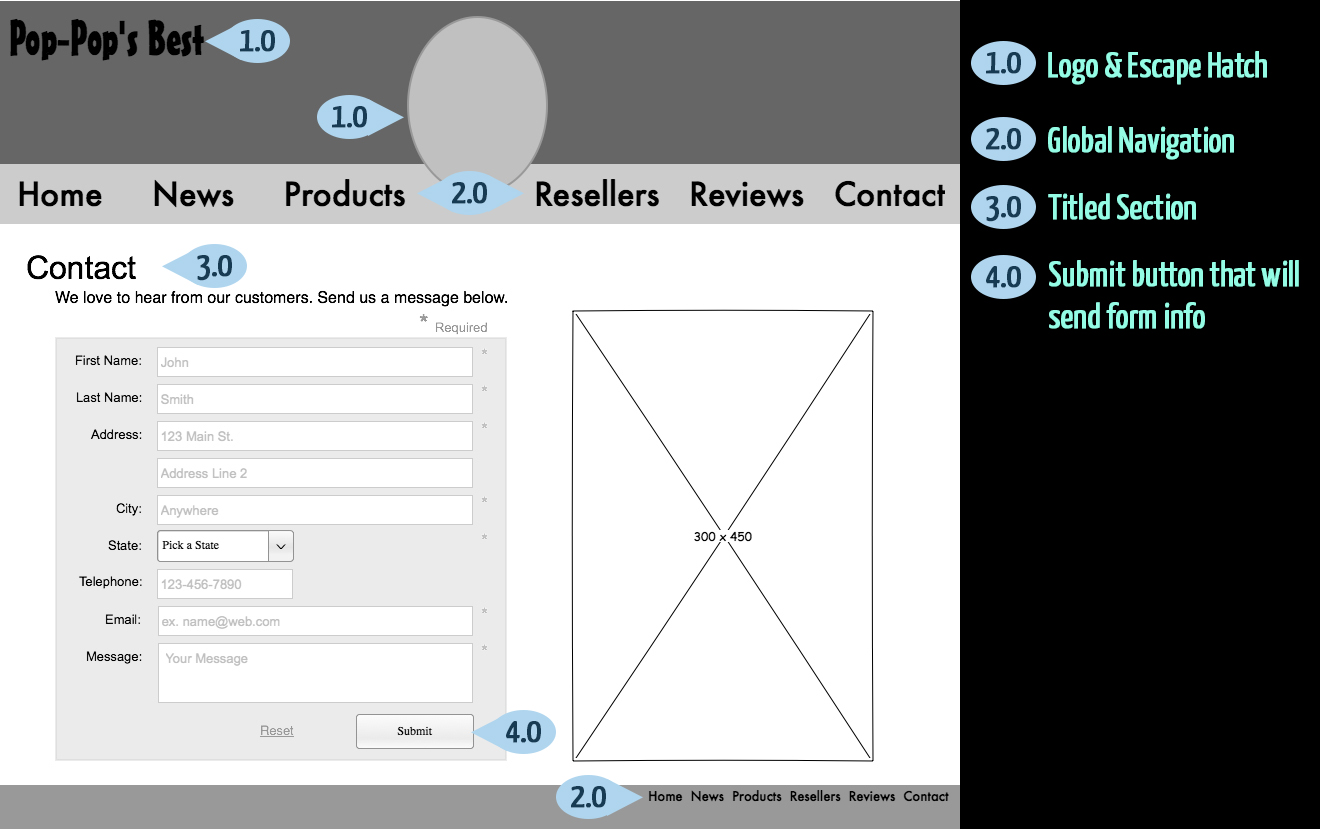 Pop-Pop's Best
1.0
1.0
Home News Products 2.0 Resellers Reviews Contact
Contact
3.0
We love to hear from our customers. Send us a message below.
* Required
First Name: John *
Last Name: Smith *
Address: 123 Main St. *
Address Line 2
City: Anywhere *
State: Pick a State *
Telephone: 123-456-7890
Email: ex. name@web.com *
Message: Your Message *
Reset Submit 4.0
300 x 450
2.0 Home News Products Resellers Reviews Contact
1.0 Logo & Escape Hatch
2.0 Global Navigation
3.0 Titled Section
4.0 Submit button that will
send form info